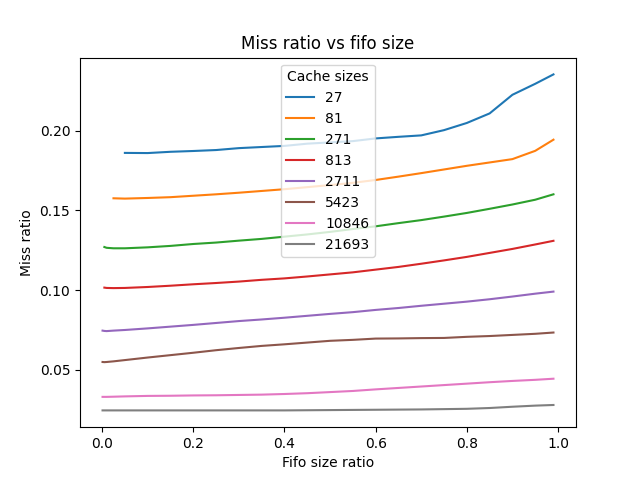 Miss ratio vs fifo size
Cache sizes
27
81
271
813
2711
5423
10846
21693
Miss ratio
0.20
0.15
0.10
0.05
0.0 0.2 0.4 0.6 0.8 1.0
Fifo size ratio